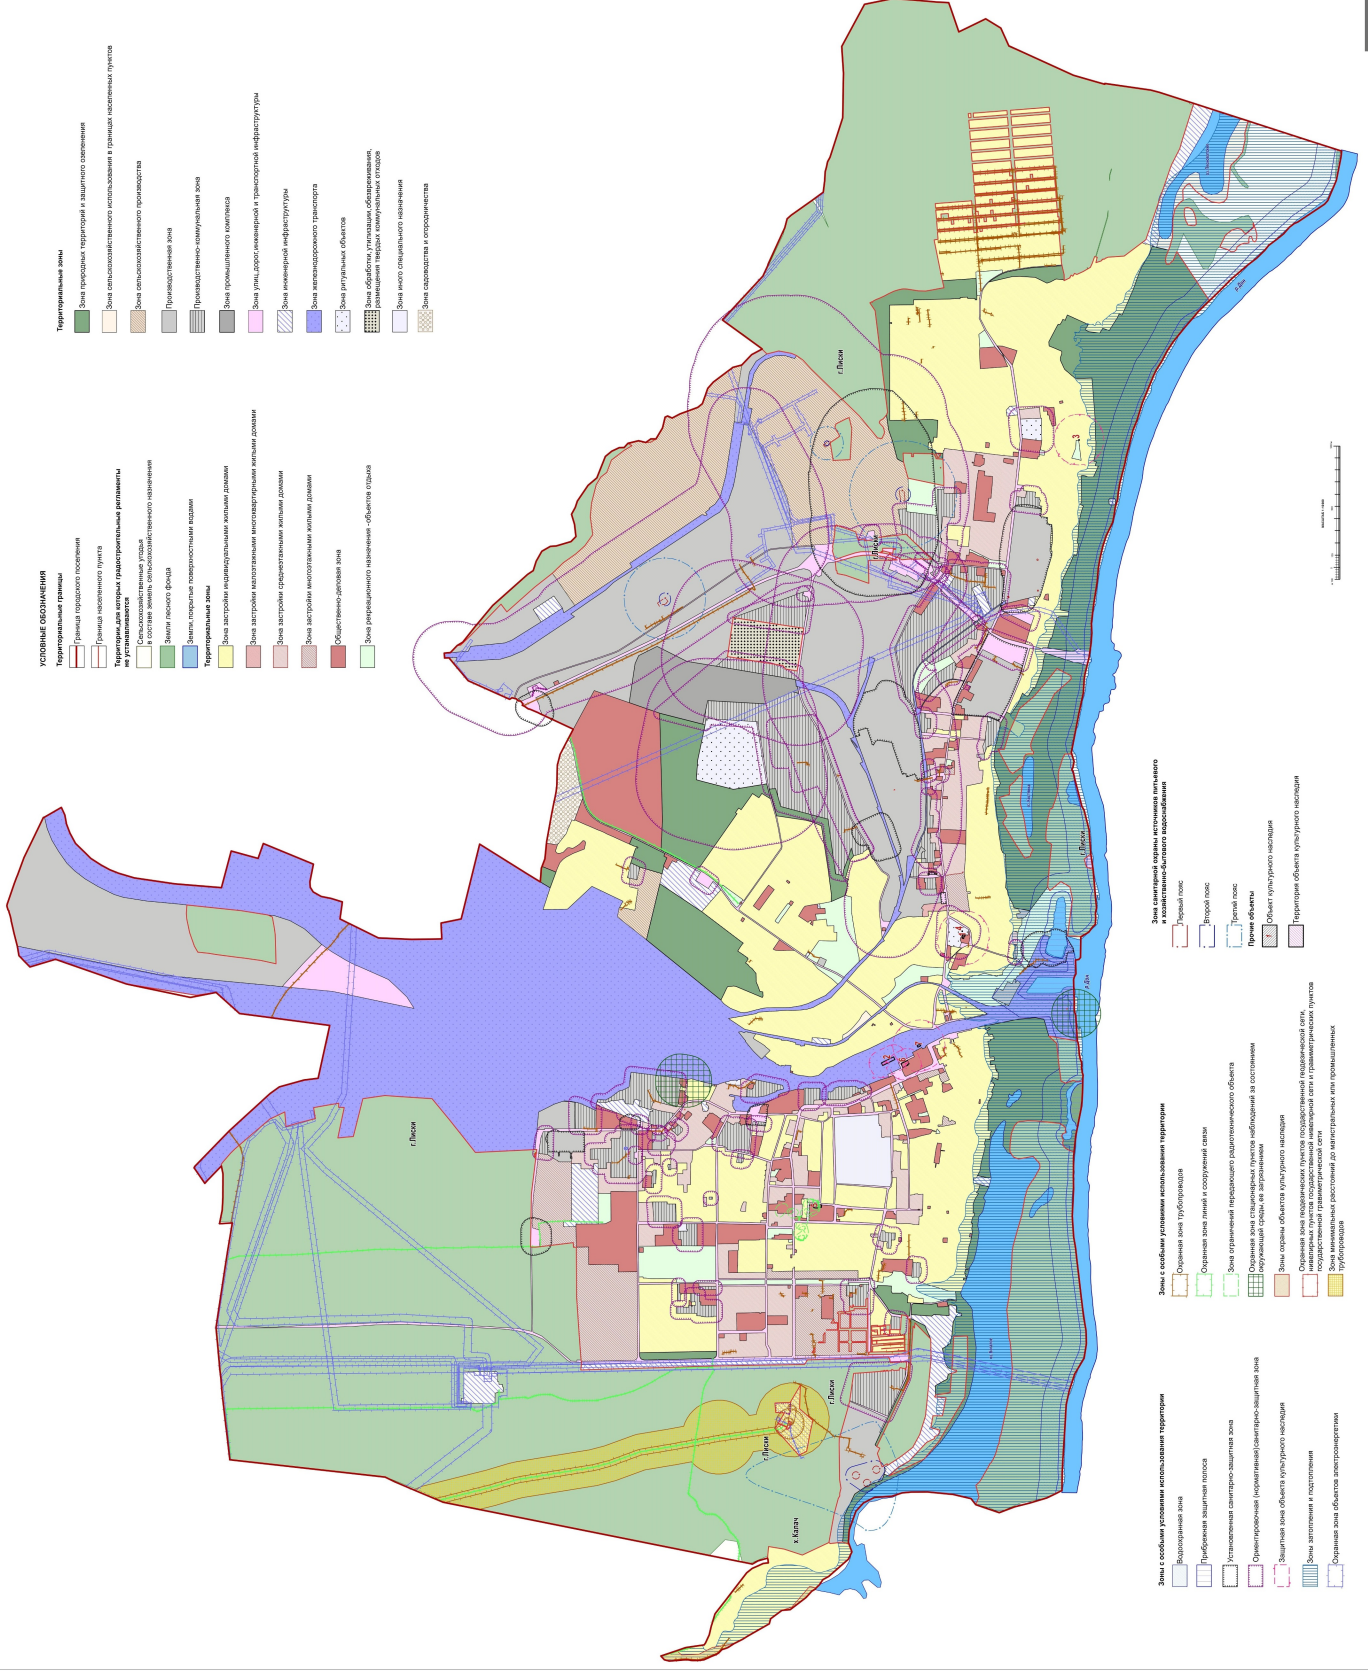 УСЛОВНЫЕ ОБОЗНАЧЕНИЯ
Территориальные границы
Граница городского поселения
Граница населенного пункта
Территории, для которых градостроительные регламенты
не устанавливаются
Сельскохозяйственные угодья
в составе земель сельскохозяйственного назначения
Земли лесного фонда
Земли, покрытые поверхностными водами
Территориальные зоны
Зона застройки индивидуальными жилыми домами
Зона застройки малоэтажными многоквартирными жилыми домами
Зона застройки среднеэтажными жилыми домами
Зона застройки многоэтажными жилыми домами
Общественно-деловая зона
Зона рекреационного назначения - объектов отдыха
Территориальные зоны
Зона природных территорий и защитного озеленения
Зона сельскохозяйственного использования в границах населенных пунктов
Зона сельскохозяйственного производства
Производственная зона
Производственно-коммунальная зона
Зона промышленного комплекса
Зона улиц, дорог, инженерной и транспортной инфраструктуры
Зона инженерной инфраструктуры
Зона железнодорожного транспорта
Зона ритуальных объектов
Зона обработки, утилизации, обезвреживания,
размещения твердых коммунальных отходов
Зона иного специального назначения
Зона садоводства и огородничества
Зоны с особыми условиями использования территории
Водоохранная зона
Прибрежная защитная полоса
Установленная санитарно-защитная зона
Ориентировочная (нормативная) санитарно-защитная зона
Защитная зона объекта культурного наследия
Зоны затопления и подтопления
Охранная зона объектов электроэнергетики
Зоны с особыми условиями использования территории
Охранная зона трубопроводов
Охранная зона линий и сооружений связи
Зона ограничений передающего радиотехнического объекта
Охранная зона стационарных пунктов наблюдений за состоянием
окружающей среды, ее загрязнением
Зоны охраны объектов культурного наследия
Охранная зона геодезических пунктов государственной геодезической сети,
нивелирных пунктов государственной нивелирной сети и гравиметрических пунктов
государственной гравиметрической сети
Зона минимальных расстояний до магистральных или промышленных
трубопроводов
Зона санитарной охраны источников питьевого
и хозяйственно-бытового водоснабжения
Первый пояс
Второй пояс
Третий пояс
Прочие объекты
Объект культурного наследия
Территория объекта культурного наследия
г.Лиски
г.Лиски
г.Лиски
г.Лиски
г.Лиски
г.Лиски
х.Калач
р.Дон
р.Дон
3